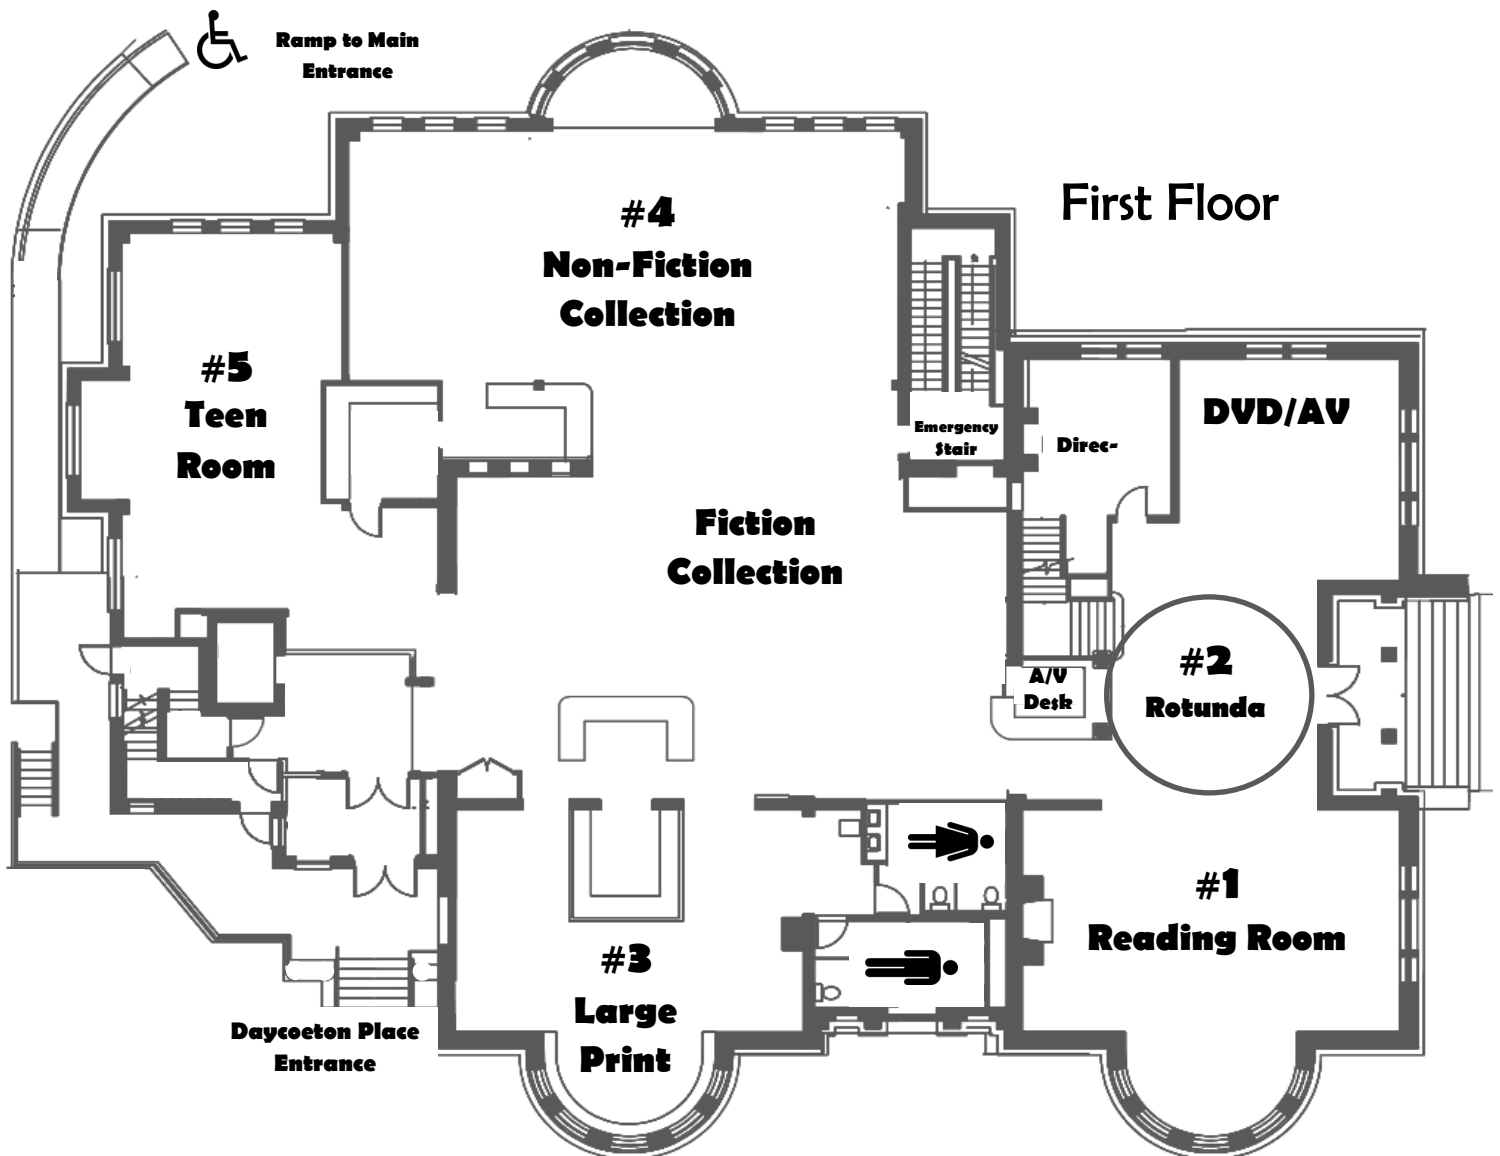 Ramp to Main
Entrance
First Floor
#4
Non-Fiction
Collection
#5
Teen
Room
DVD/AV
Emergency
Stair
Direc-
Fiction
Collection
#2
Rotunda
A/V
Desk
#1
Reading Room
#3
Large
Print
Daycoeton Place
Entrance